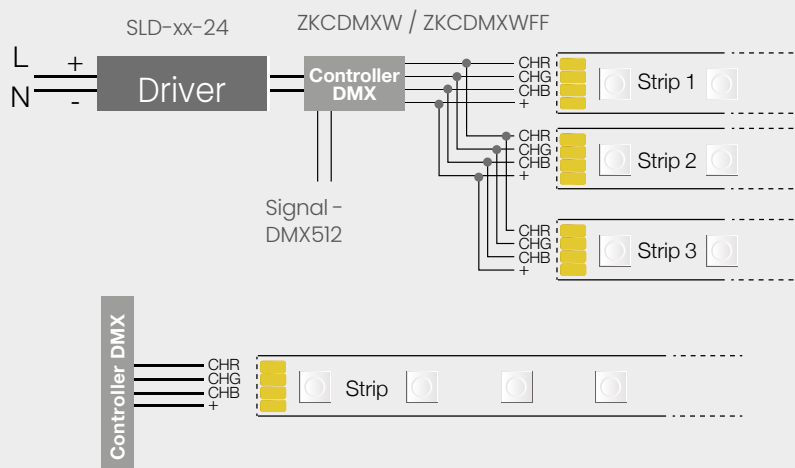 SLD-xx-24
ZKCDMXW / ZKCDMXWFF
L
+
N
-
Driver
Controller
DMX
Signal -
DMX512
CHR
CHG
CHB
+
Strip 1
CHR
CHG
CHB
+
Strip 2
CHR
CHG
CHB
+
Strip 3
Controller DMX
CHR
CHG
CHB
+
Strip